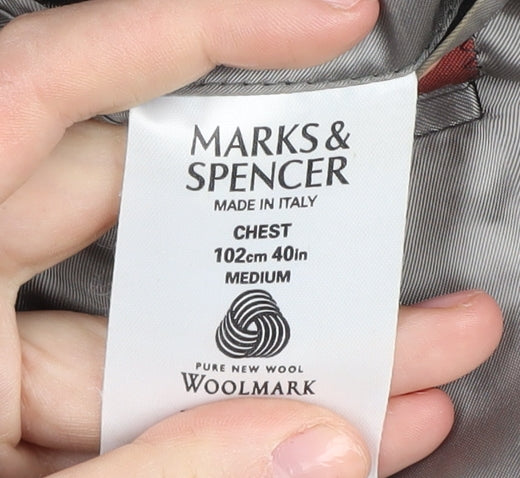 MARKS &
SPENCER
MADE IN ITALY
CHEST
102cm 40in
MEDIUM
PURE NEW WOOL
WOOLMARK